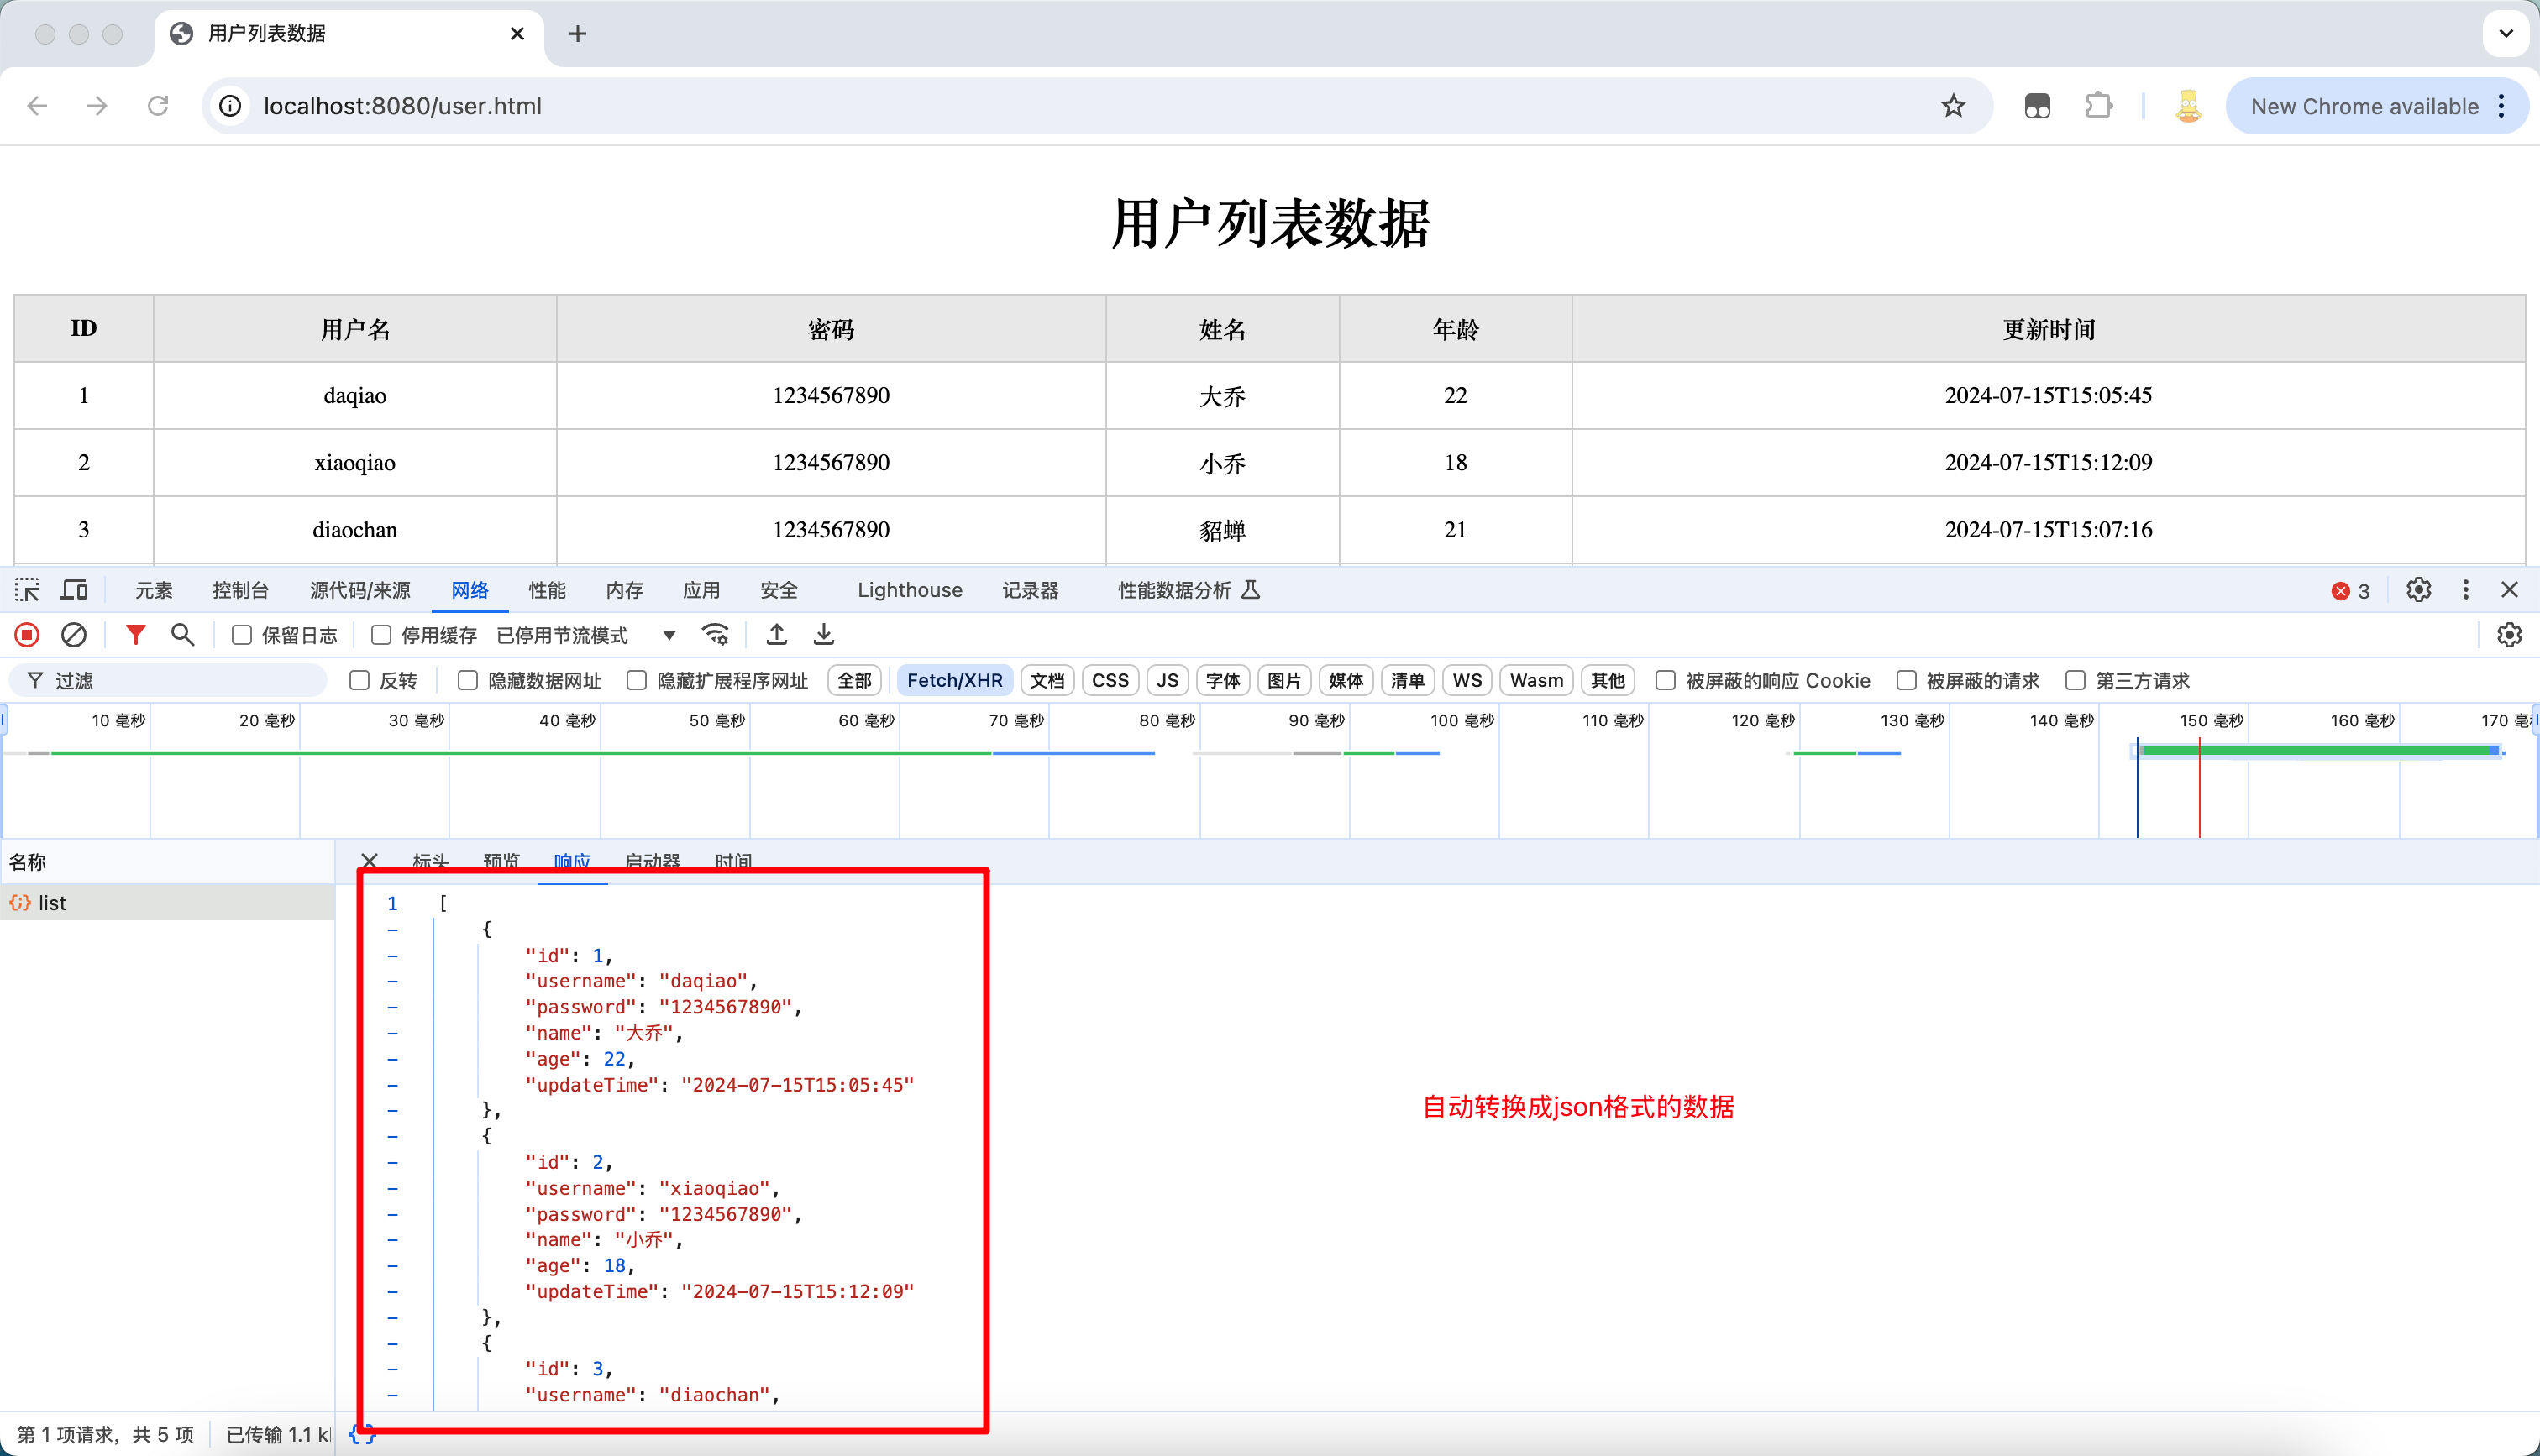 用户列表数据
localhost:8080/user.html
New Chrome available
用户列表数据
ID 用户名 密码 姓名 年龄 更新时间
1 daqiao 1234567890 大乔 22 2024-07-15T15:05:45
2 xiaoqiao 1234567890 小乔 18 2024-07-15T15:12:09
3 diaochan 1234567890 貂蝉 21 2024-07-15T15:07:16
元素 控制台 源代码/来源 网络 性能 内存 应用 安全 Lighthouse 记录器 性能数据分析 3
保留日志 停用缓存 已停用节流模式
过滤 反转 隐藏数据网址 隐藏扩展程序网址 全部 Fetch/XHR 文档 CSS JS 字体 图片 媒体 清单 WS Wasm 其他 被屏蔽的响应 Cookie 被屏蔽的请求 第三方请求
10 毫秒 20 毫秒 30 毫秒 40 毫秒 50 毫秒 60 毫秒 70 毫秒 80 毫秒 90 毫秒 100 毫秒 110 毫秒 120 毫秒 130 毫秒 140 毫秒 150 毫秒 160 毫秒 170
名称 标头 预览 响应 启动器 时间
{;} list
1 [
– {
– "id": 1,
– "username": "daqiao",
– "password": "1234567890",
– "name": "大乔",
– "age": 22,
– "updateTime": "2024-07-15T15:05:45"
– },
– {
– "id": 2,
– "username": "xiaoqiao",
– "password": "1234567890",
– "name": "小乔",
– "age": 18,
– "updateTime": "2024-07-15T15:12:09"
– },
– {
– "id": 3,
– "username": "diaochan",
自动转换成json格式的数据
第 1 项请求，共 5 项 已传输 1.1 {}